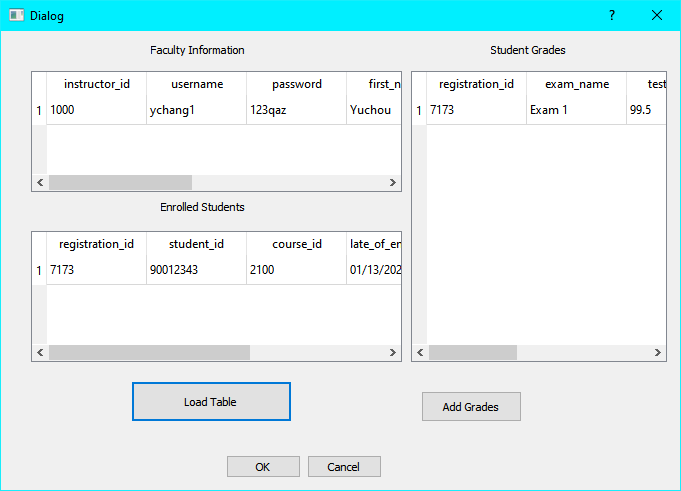 Dialog ?
Faculty Information
instructor_id username password first_n
1 1000 ychang1 123qaz Yuchou
Enrolled Students
registration_id student_id course_id late_of_en
1 7173 90012343 2100 01/13/202
Student Grades
registration_id exam_name test
1 7173 Exam 1 99.5
Load Table
Add Grades
OK Cancel